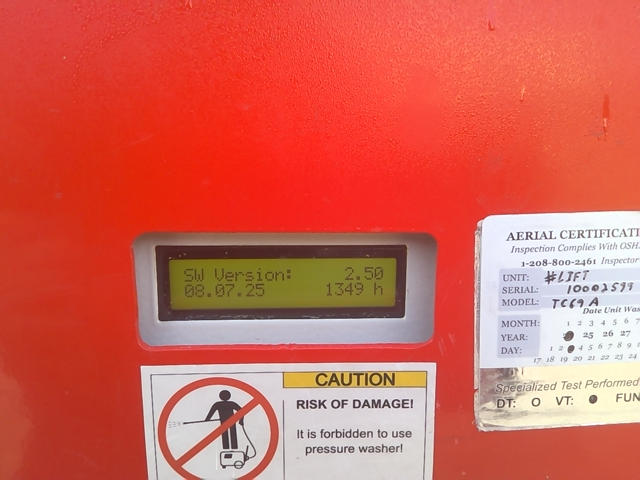 SW Version: 2.50
08.07.25 1349 h
CAUTION
RISK OF DAMAGE!
It is forbidden to use
pressure washer!
AERIAL CERTIFICATI
Inspection Complies With OSH
1-208-800-2461 Inspector
UNIT: #LIFT
SERIAL: 10002599
MODEL: TC69A
Date Unit Was
MONTH: 1 2 3 4 5 6 7
YEAR: 25 26 27
DAY: 1 2 4 5 6 7 8 9
17 18 19 20 21 22 23 24
Specialized Test Performed
DT: O VT: FUN